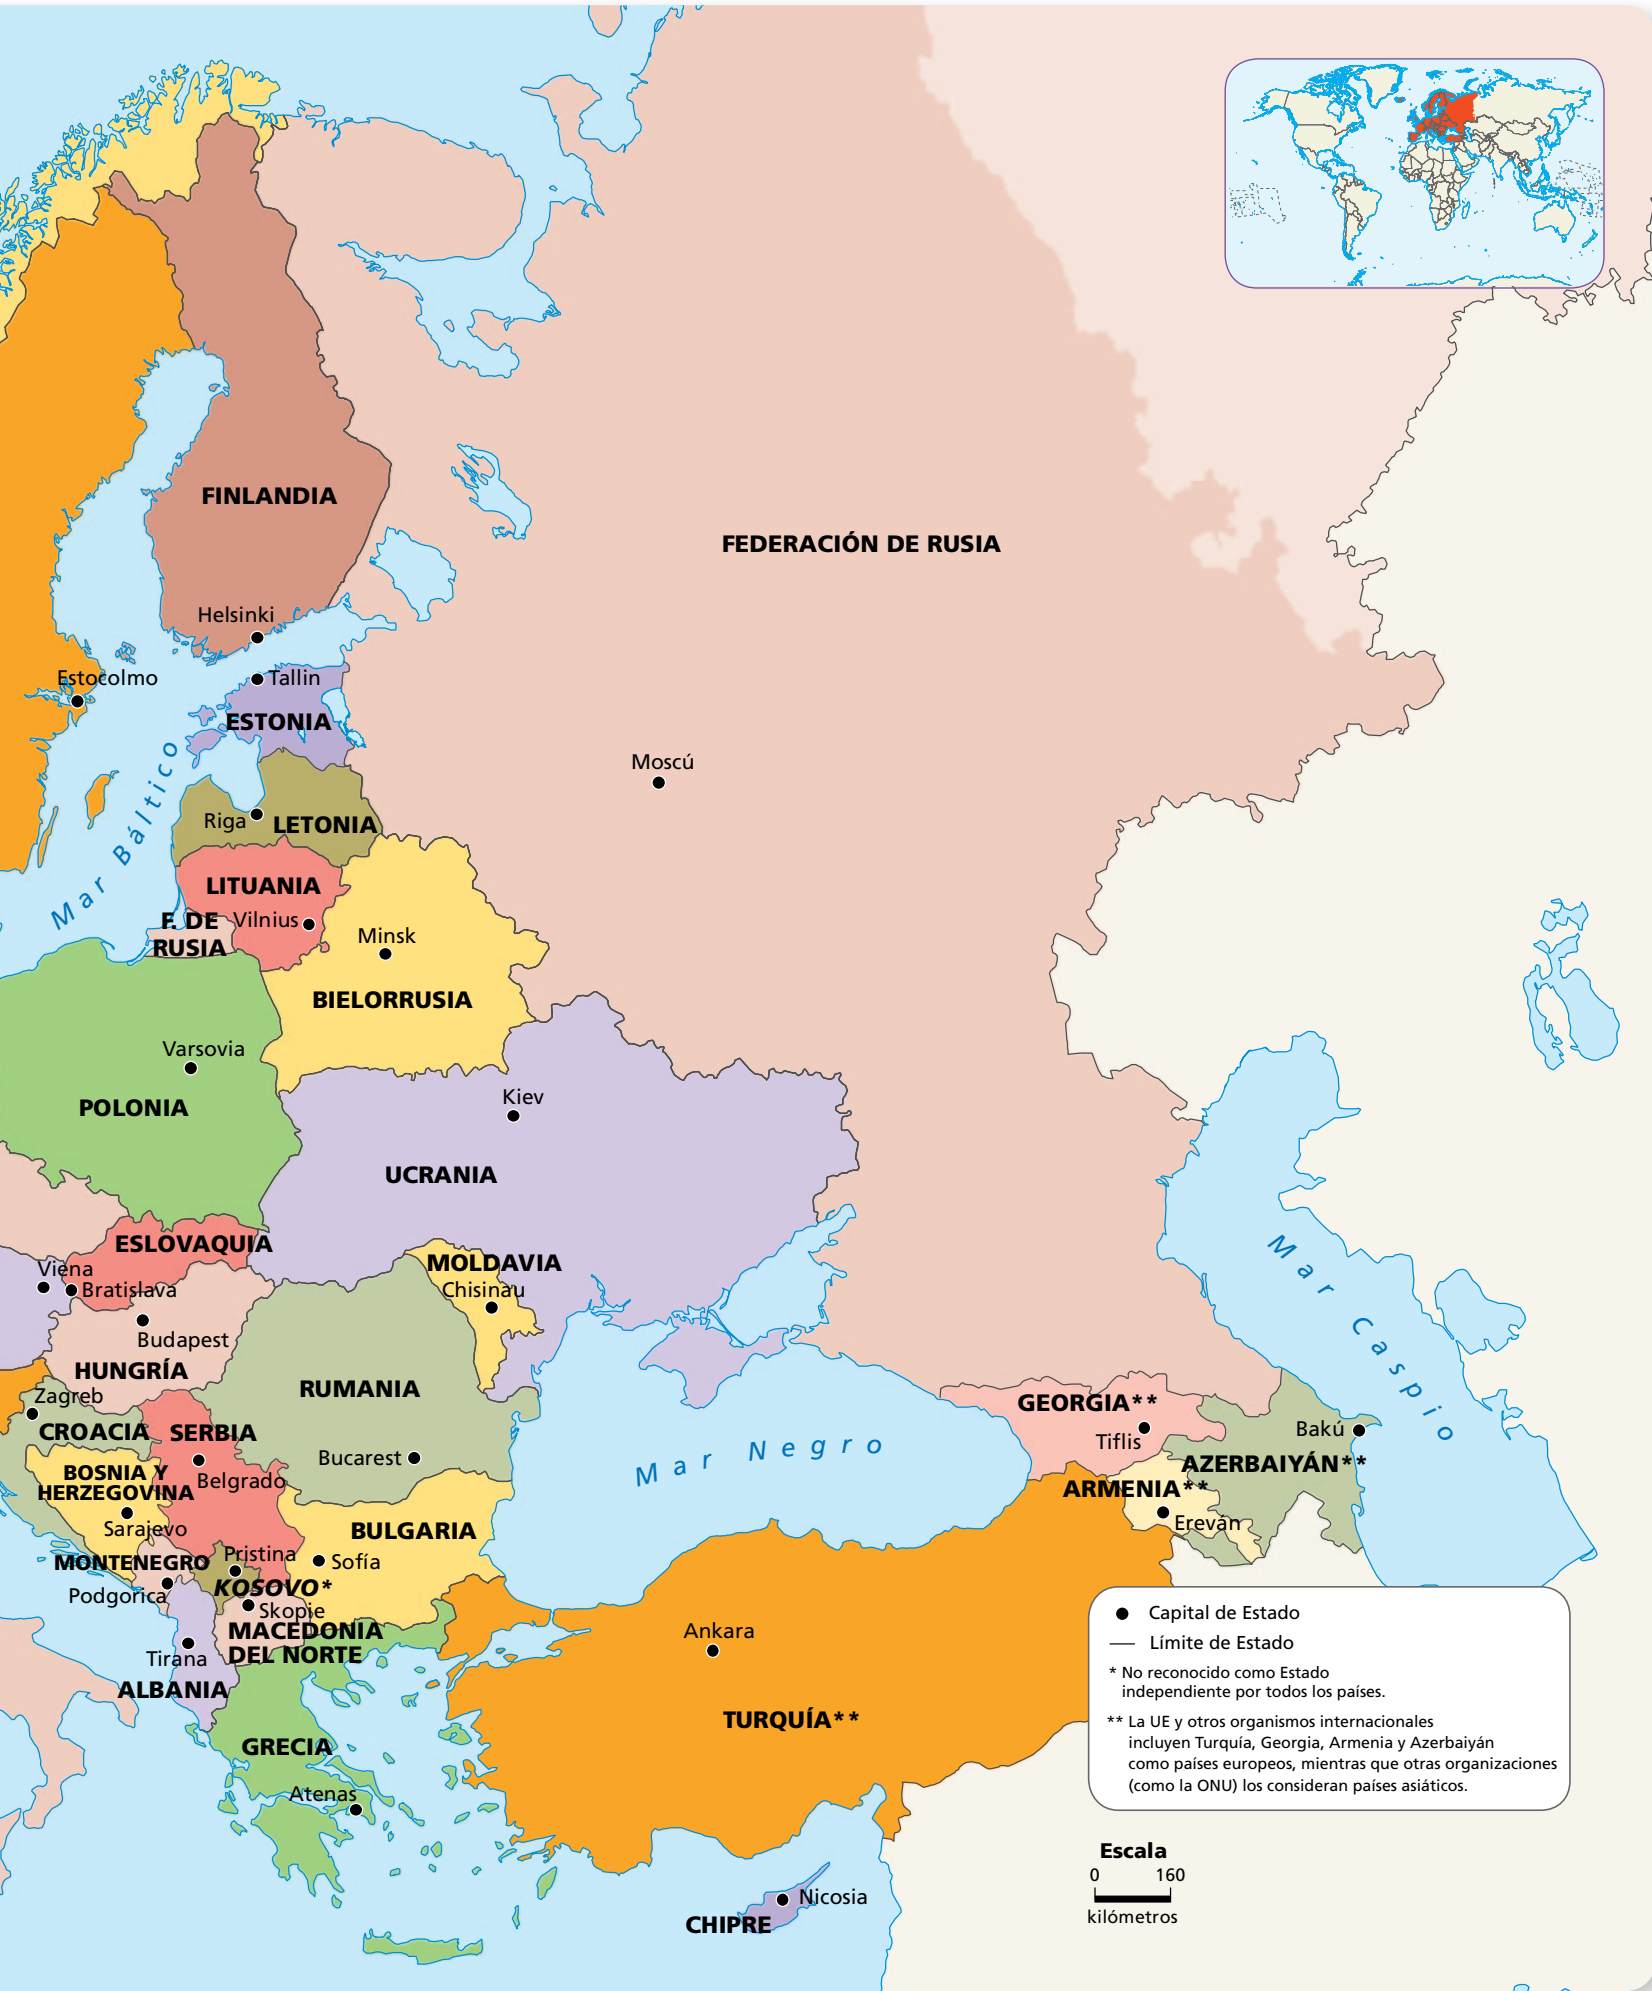 FINLANDIA
FEDERACIÓN DE RUSIA
Helsinki
Estocolmo
Tallin
ESTONIA
Mar Báltico
Moscú
Riga
LETONIA
LITUANIA
F. DE
RUSIA
Vilnius
Minsk
BIELORRUSIA
Varsovia
POLONIA
Kiev
UCRANIA
ESLOVAQUIA
Viena
Bratislava
MOLDAVIA
Chisinau
Budapest
HUNGRÍA
Mar Caspio
RUMANIA
Zagreb
CROACIA
SERBIA
GEORGIA**
Tiflis
Bakú
Mar Negro
Bucarest
AZERBAIYÁN**
BOSNIA Y
HERZEGOVINA
Belgrado
ARMENIA**
Ereván
Sarajevo
BULGARIA
MONTENEGRO
Pristina
Sofía
Podgorica
KOSOVO*
Skopie
MACEDONIA
DEL NORTE
Ankara
Tirana
ALBANIA
TURQUÍA**
GRECIA
Atenas
Nicosia
CHIPRE
Capital de Estado
Límite de Estado
* No reconocido como Estado
independiente por todos los países.
** La UE y otros organismos internacionales
incluyen Turquía, Georgia, Armenia y Azerbaiyán
como países europeos, mientras que otras organizaciones
(como la ONU) los consideran países asiáticos.
Escala
0 160
kilómetros